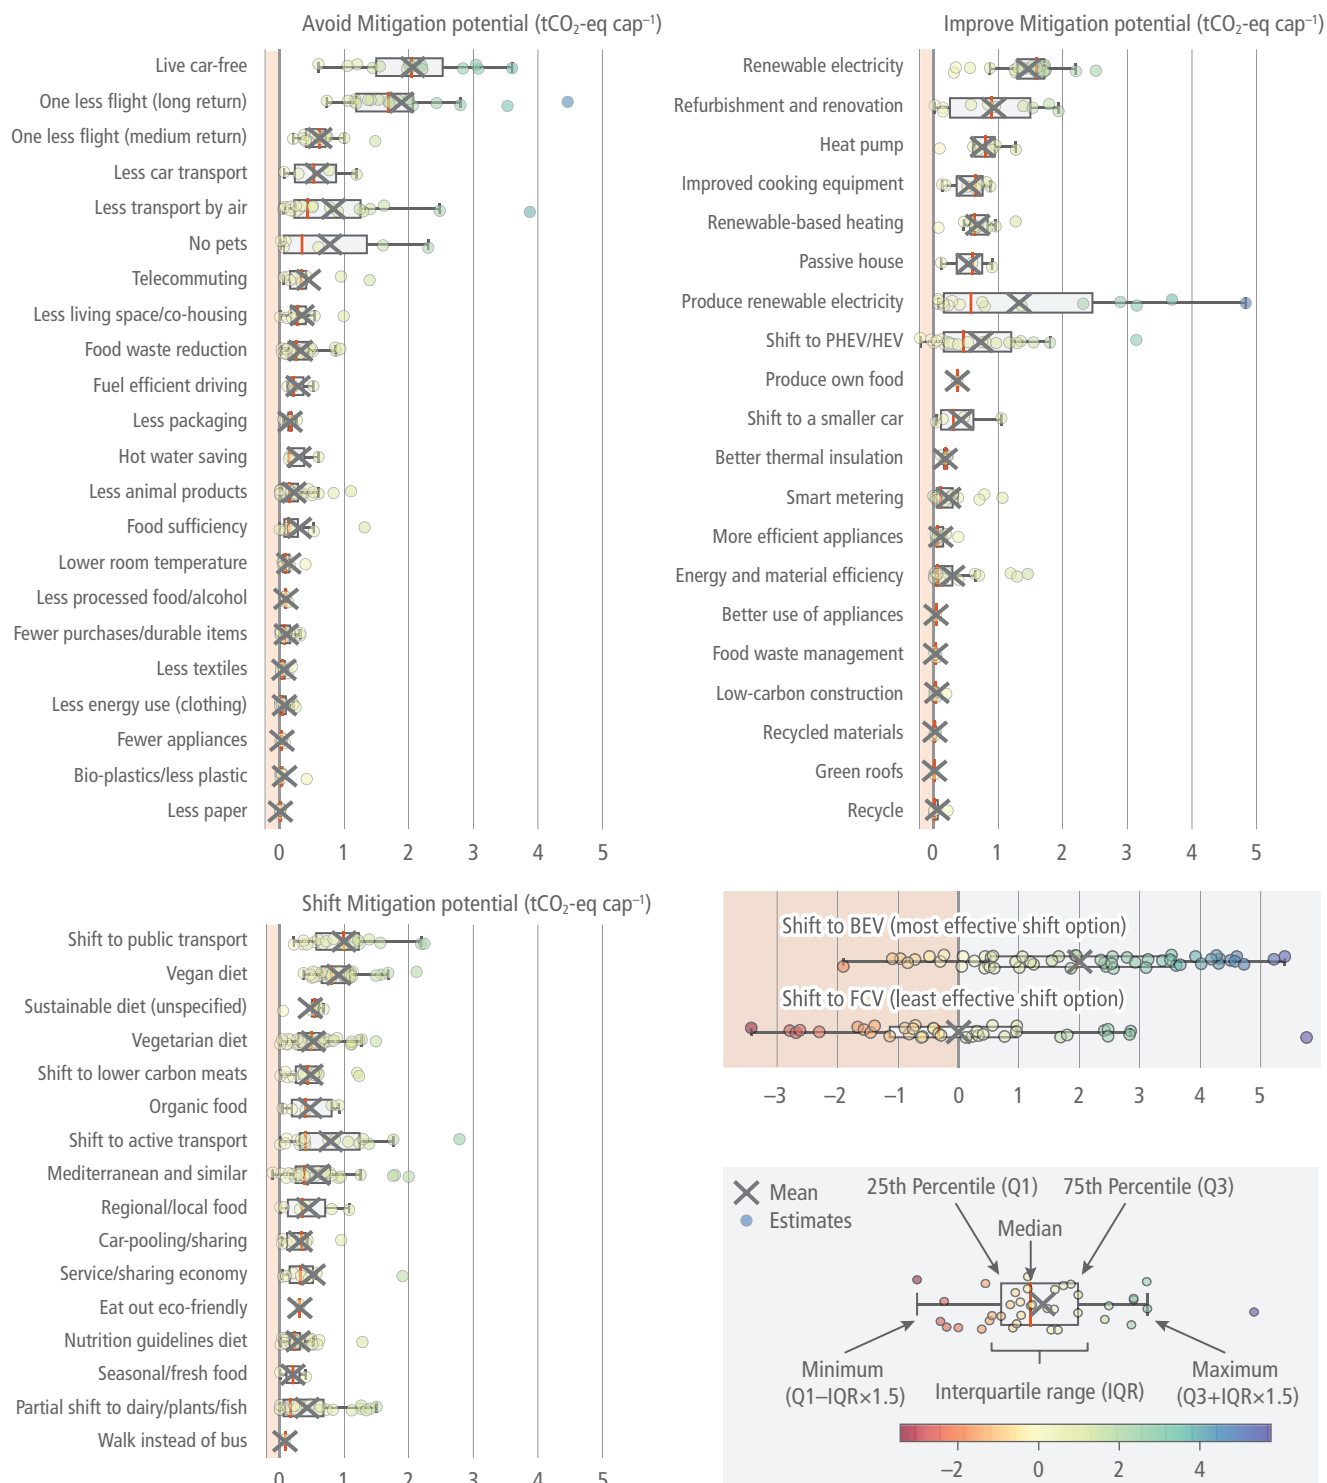 Avoid Mitigation potential (tCO₂-eq cap⁻¹)
Live car-free
One less flight (long return)
One less flight (medium return)
Less car transport
Less transport by air
No pets
Telecommuting
Less living space/co-housing
Food waste reduction
Fuel efficient driving
Less packaging
Hot water saving
Less animal products
Food sufficiency
Lower room temperature
Less processed food/alcohol
Fewer purchases/durable items
Less textiles
Less energy use (clothing)
Fewer appliances
Bio-plastics/less plastic
Less paper
0 1 2 3 4 5
Improve Mitigation potential (tCO₂-eq cap⁻¹)
Renewable electricity
Refurbishment and renovation
Heat pump
Improved cooking equipment
Renewable-based heating
Passive house
Produce renewable electricity
Shift to PHEV/HEV
Produce own food
Shift to a smaller car
Better thermal insulation
Smart metering
More efficient appliances
Energy and material efficiency
Better use of appliances
Food waste management
Low-carbon construction
Recycled materials
Green roofs
Recycle
0 1 2 3 4 5
Shift Mitigation potential (tCO₂-eq cap⁻¹)
Shift to public transport
Vegan diet
Sustainable diet (unspecified)
Vegetarian diet
Shift to lower carbon meats
Organic food
Shift to active transport
Mediterranean and similar
Regional/local food
Car-pooling/sharing
Service/sharing economy
Eat out eco-friendly
Nutrition guidelines diet
Seasonal/fresh food
Partial shift to dairy/plants/fish
Walk instead of bus
0 1 2 3 4 5
Shift to BEV (most effective shift option)
Shift to FCV (least effective shift option)
–3 –2 –1 0 1 2 3 4 5
Mean
Estimates
25th Percentile (Q1)
75th Percentile (Q3)
Median
Minimum
(Q1–IQR×1.5)
Interquartile range (IQR)
Maximum
(Q3+IQR×1.5)
–2 0 2 4